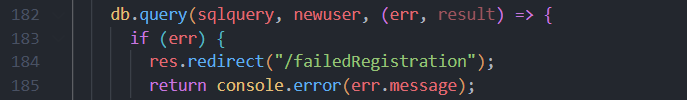 182 db.query(sqlquery, newuser, (err, result) => {
183 if (err) {
184 res.redirect("/failedRegistration");
185 return console.error(err.message);